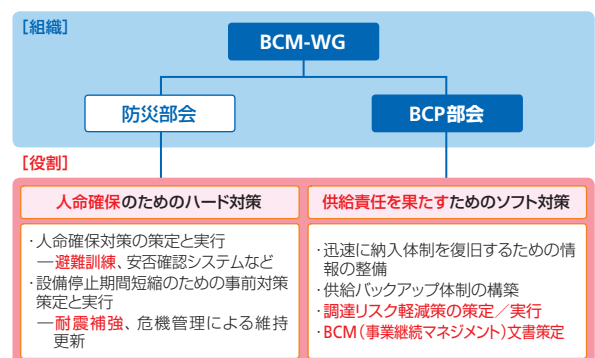 [組織]
BCM-WG
防災部会
BCP部会
[役割]
人命確保のためのハード対策
・人命確保対策の策定と実行
―避難訓練、安否確認システムなど
・設備停止期間短縮のための事前対策
策定と実行
―耐震補強、危機管理による維持
更新
供給責任を果たすためのソフト対策
・迅速に納入体制を復旧するための情
報の整備
・供給バックアップ体制の構築
・調達リスク軽減策の策定／実行
・BCM（事業継続マネジメント）文書策定